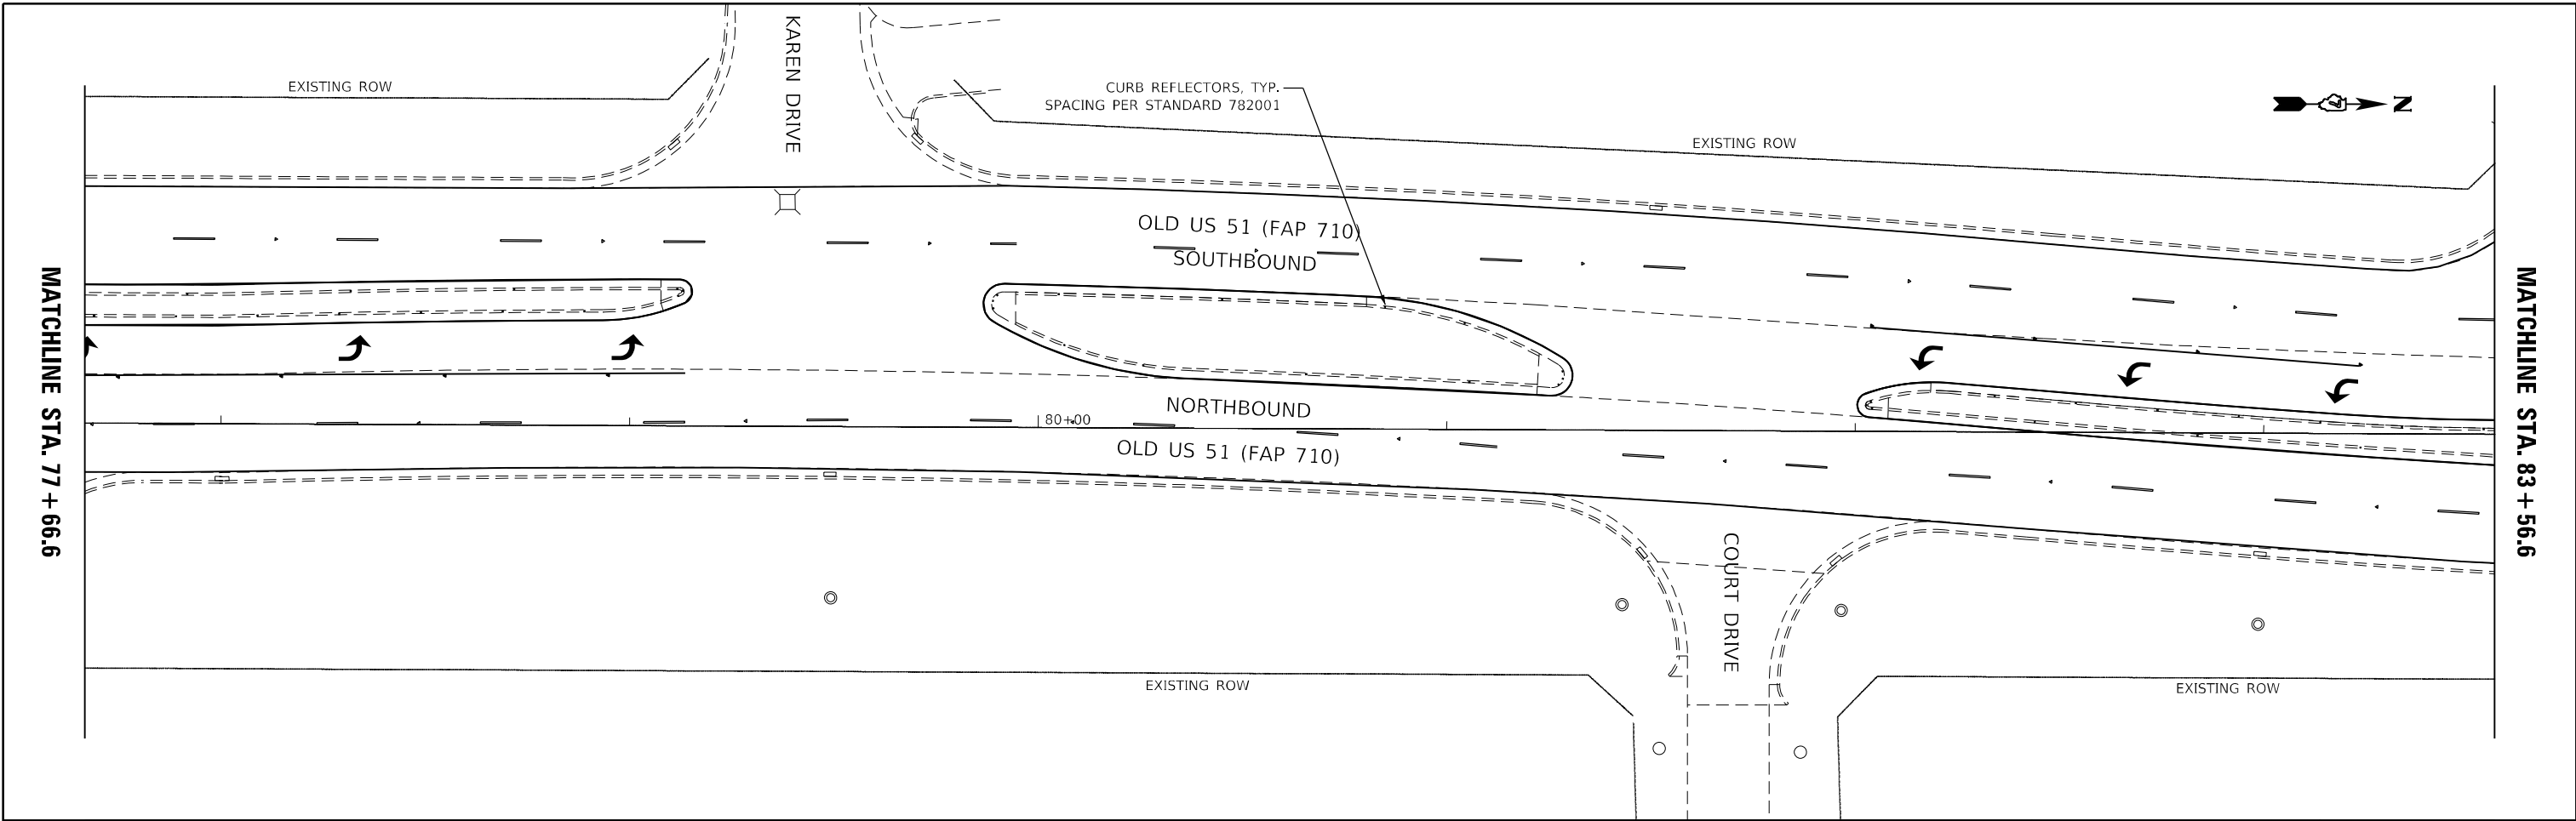 KAREN DRIVE
EXISTING ROW
CURB REFLECTORS, TYP.
SPACING PER STANDARD 782001
N
EXISTING ROW
OLD US 51 (FAP 710)
SOUTHBOUND
MATCHLINE STA. 77+66.6
MATCHLINE STA. 83+56.6
NORTHBOUND
80+00
OLD US 51 (FAP 710)
COURT DRIVE
EXISTING ROW
EXISTING ROW